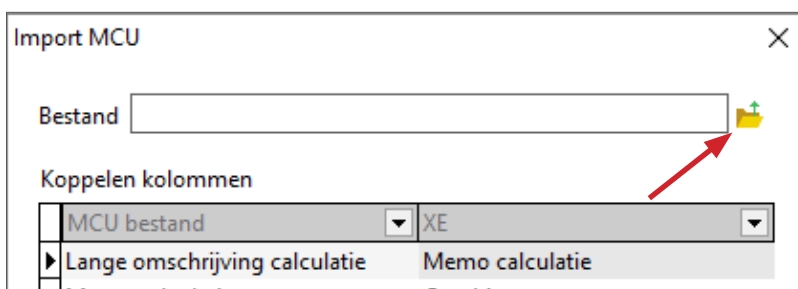 Import MCU
Bestand
Koppelen kolommen
MCU bestand XE
Lange omschrijving calculatie Memo calculatie